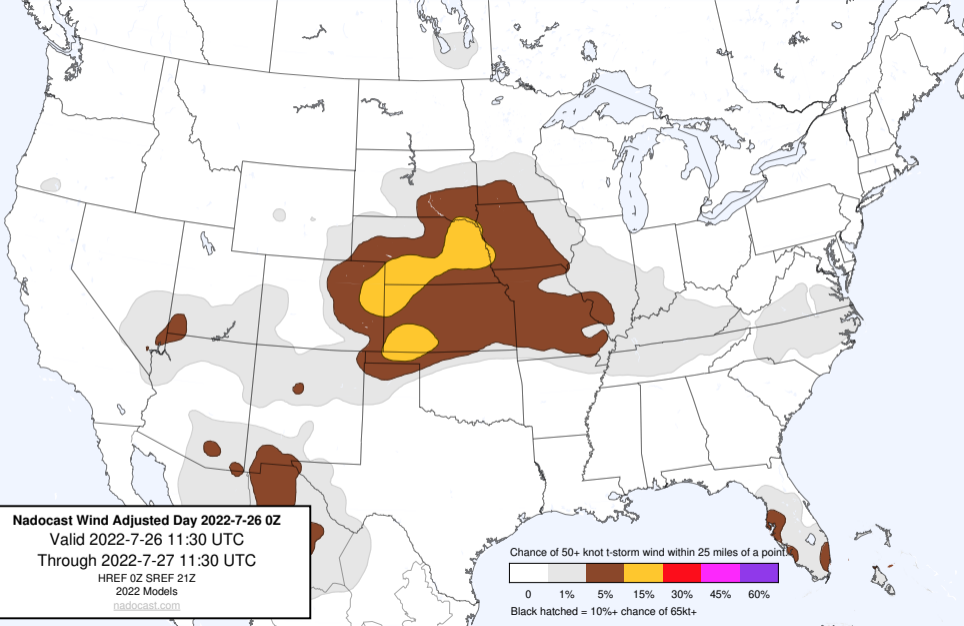 Nadocast Wind Adjusted Day 2022-7-26 0Z
Valid 2022-7-26 11:30 UTC
Through 2022-7-27 11:30 UTC
HREF 0Z SREF 21Z
2022 Models
nadocast.com
Chance of 50+ knot t-storm wind within 25 miles of a point.
0 1% 5% 15% 30% 45% 60%
Black hatched = 10%+ chance of 65kt+